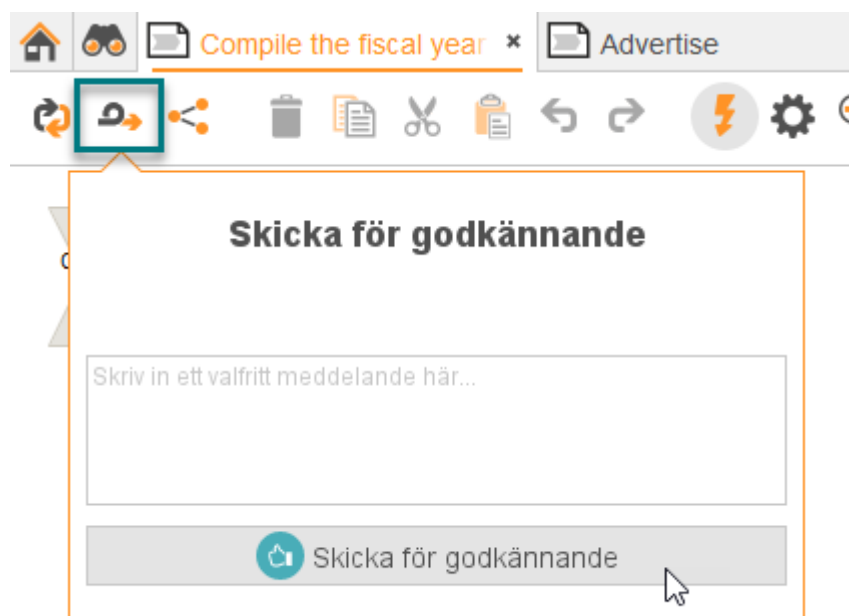 Compile the fiscal year
Advertise
Skicka för godkännande
Skriv in ett valfritt meddelande här...
Skicka för godkännande